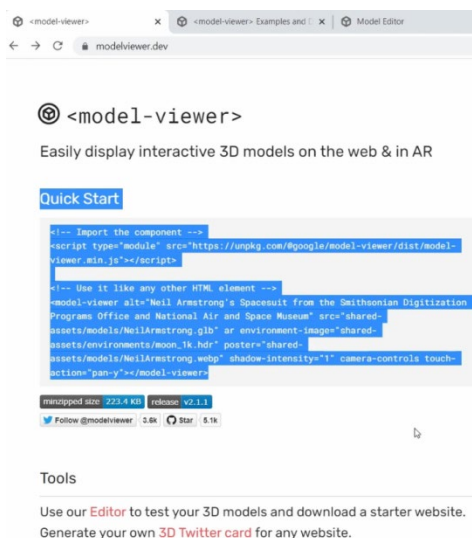 <model-viewer>
<model-viewer> Examples and D
Model Editor
modelviewer.dev
<model-viewer>
Easily display interactive 3D models on the web & in AR
Quick Start
<!-- Import the component -->
<script type="module" src="https://unpkg.com/@google/model-viewer/dist/model-
viewer.min.js"></script>
<!-- Use it like any other HTML element -->
<model-viewer alt="Neil Armstrong's Spacesuit from the Smithsonian Digitization
Programs Office and National Air and Space Museum" src="shared-
assets/models/NeilArmstrong.glb" ar environment-image="shared-
assets/environments/moon_1k.hdr" poster="shared-
assets/models/NeilArmstrong.webp" shadow-intensity="1" camera-controls touch-
action="pan-y"></model-viewer>
minzipped size 223.4 KB release v2.1.1
Follow @modelviewer 3.6k Star 5.1k
Tools
Use our Editor to test your 3D models and download a starter website.
Generate your own 3D Twitter card for any website.